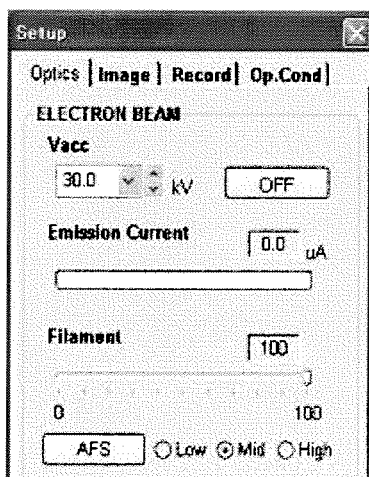 Setup
Optics Image Record Op.Cond
ELECTRON BEAM
Vacc
30.0 kV OFF
Emission Current 0.0 uA
Filament 100
0 100
AFS Low Mid High